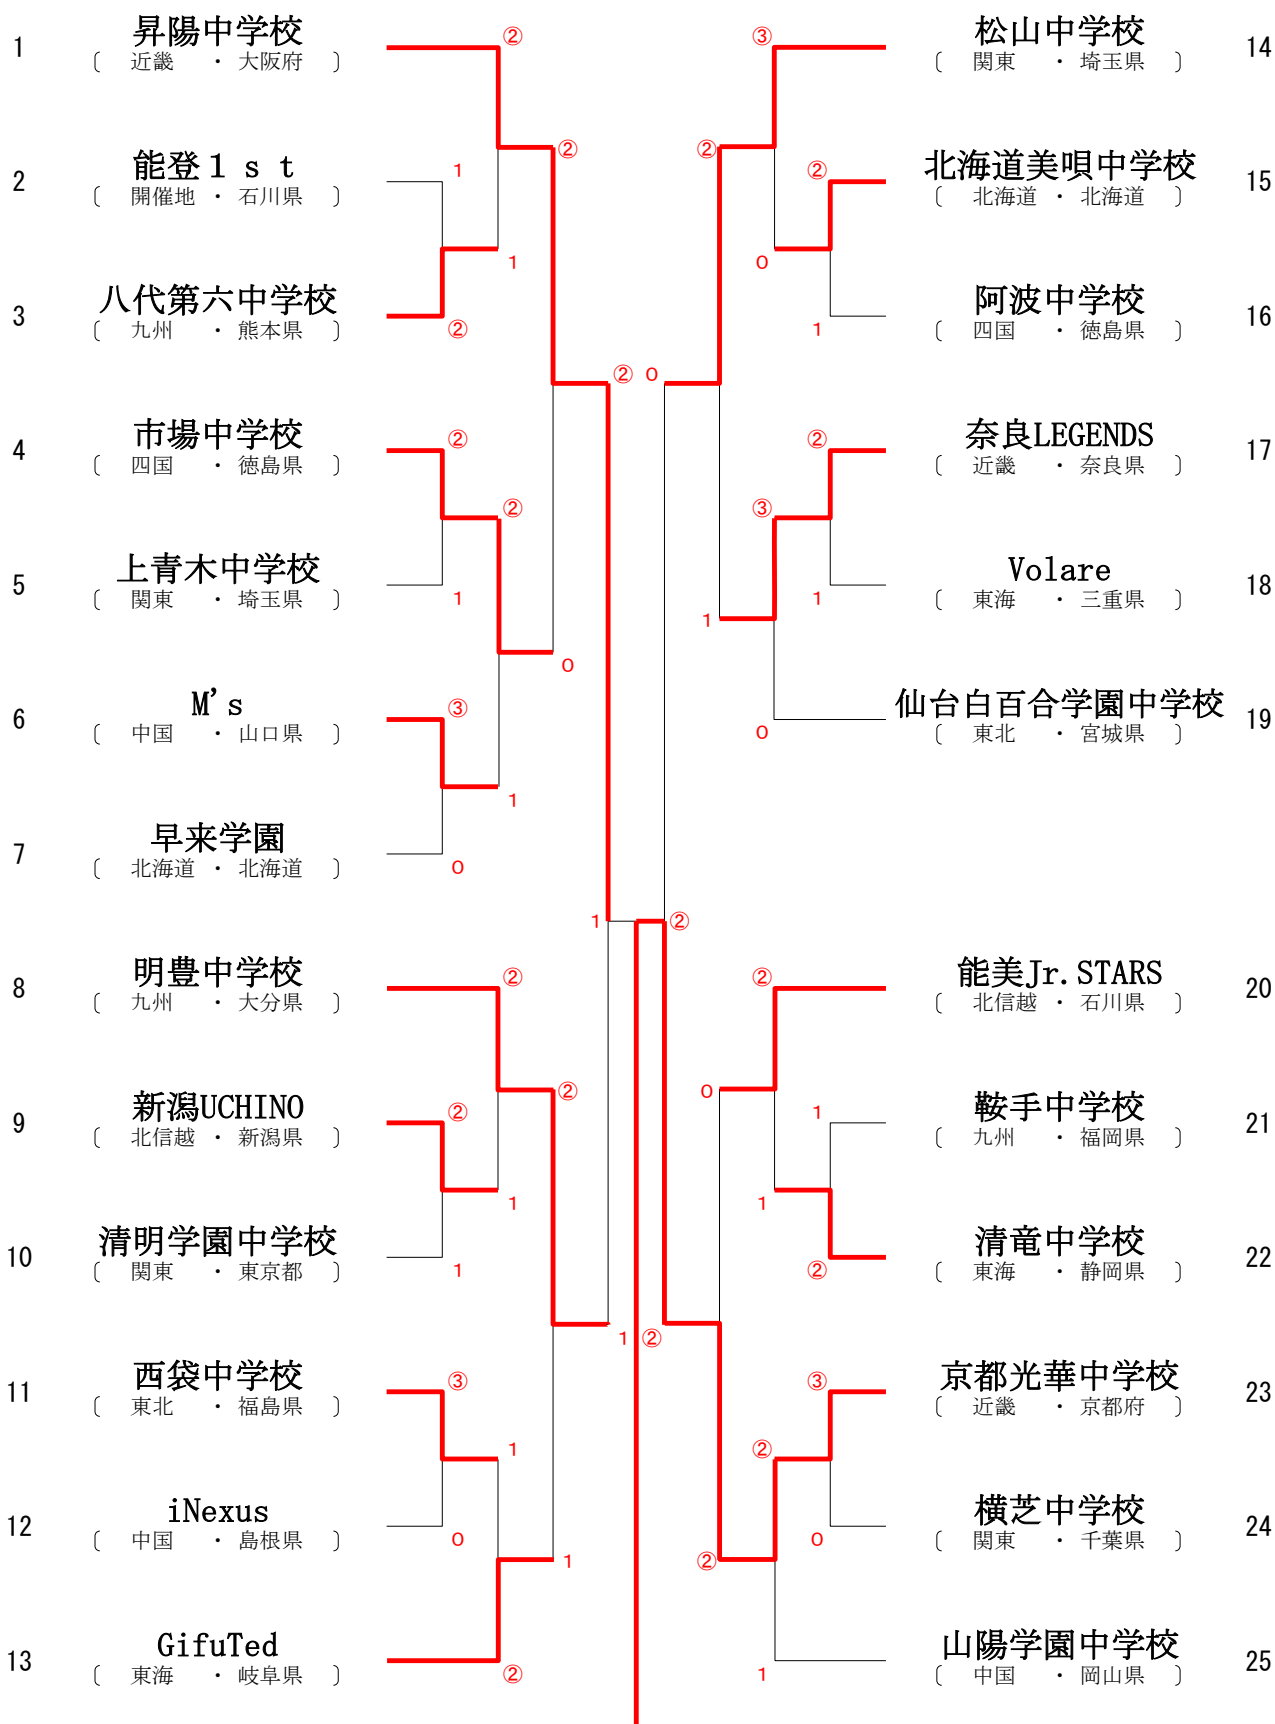 1 昇陽中学校
〔 近畿 ・ 大阪府 〕
2 能登１ｓｔ
〔 開催地 ・ 石川県 〕
3 八代第六中学校
〔 九州 ・ 熊本県 〕
4 市場中学校
〔 四国 ・ 徳島県 〕
5 上青木中学校
〔 関東 ・ 埼玉県 〕
6 M’s
〔 中国 ・ 山口県 〕
7 早来学園
〔 北海道 ・ 北海道 〕
8 明豊中学校
〔 九州 ・ 大分県 〕
9 新潟UCHINO
〔 北信越 ・ 新潟県 〕
10 清明学園中学校
〔 関東 ・ 東京都 〕
11 西袋中学校
〔 東北 ・ 福島県 〕
12 iNexus
〔 中国 ・ 島根県 〕
13 GifuTed
〔 東海 ・ 岐阜県 〕
②
1
②
1
②
②
②
1
②
1
③
0
0
②
1
②
②
1
②
1
1
③
1
0
1
②
1
③
②
②
0
1
0
②
③
1
1
0
②
②
0
1
1
②
②
③
②
0
②
1
松山中学校 14
〔 関東 ・ 埼玉県 〕
北海道美唄中学校 15
〔 北海道 ・ 北海道 〕
阿波中学校 16
〔 四国 ・ 徳島県 〕
奈良LEGENDS 17
〔 近畿 ・ 奈良県 〕
Volare 18
〔 東海 ・ 三重県 〕
仙台白百合学園中学校 19
〔 東北 ・ 宮城県 〕
能美Jr.STARS 20
〔 北信越 ・ 石川県 〕
鞍手中学校 21
〔 九州 ・ 福岡県 〕
清竜中学校 22
〔 東海 ・ 静岡県 〕
京都光華中学校 23
〔 近畿 ・ 京都府 〕
横芝中学校 24
〔 関東 ・ 千葉県 〕
山陽学園中学校 25
〔 中国 ・ 岡山県 〕